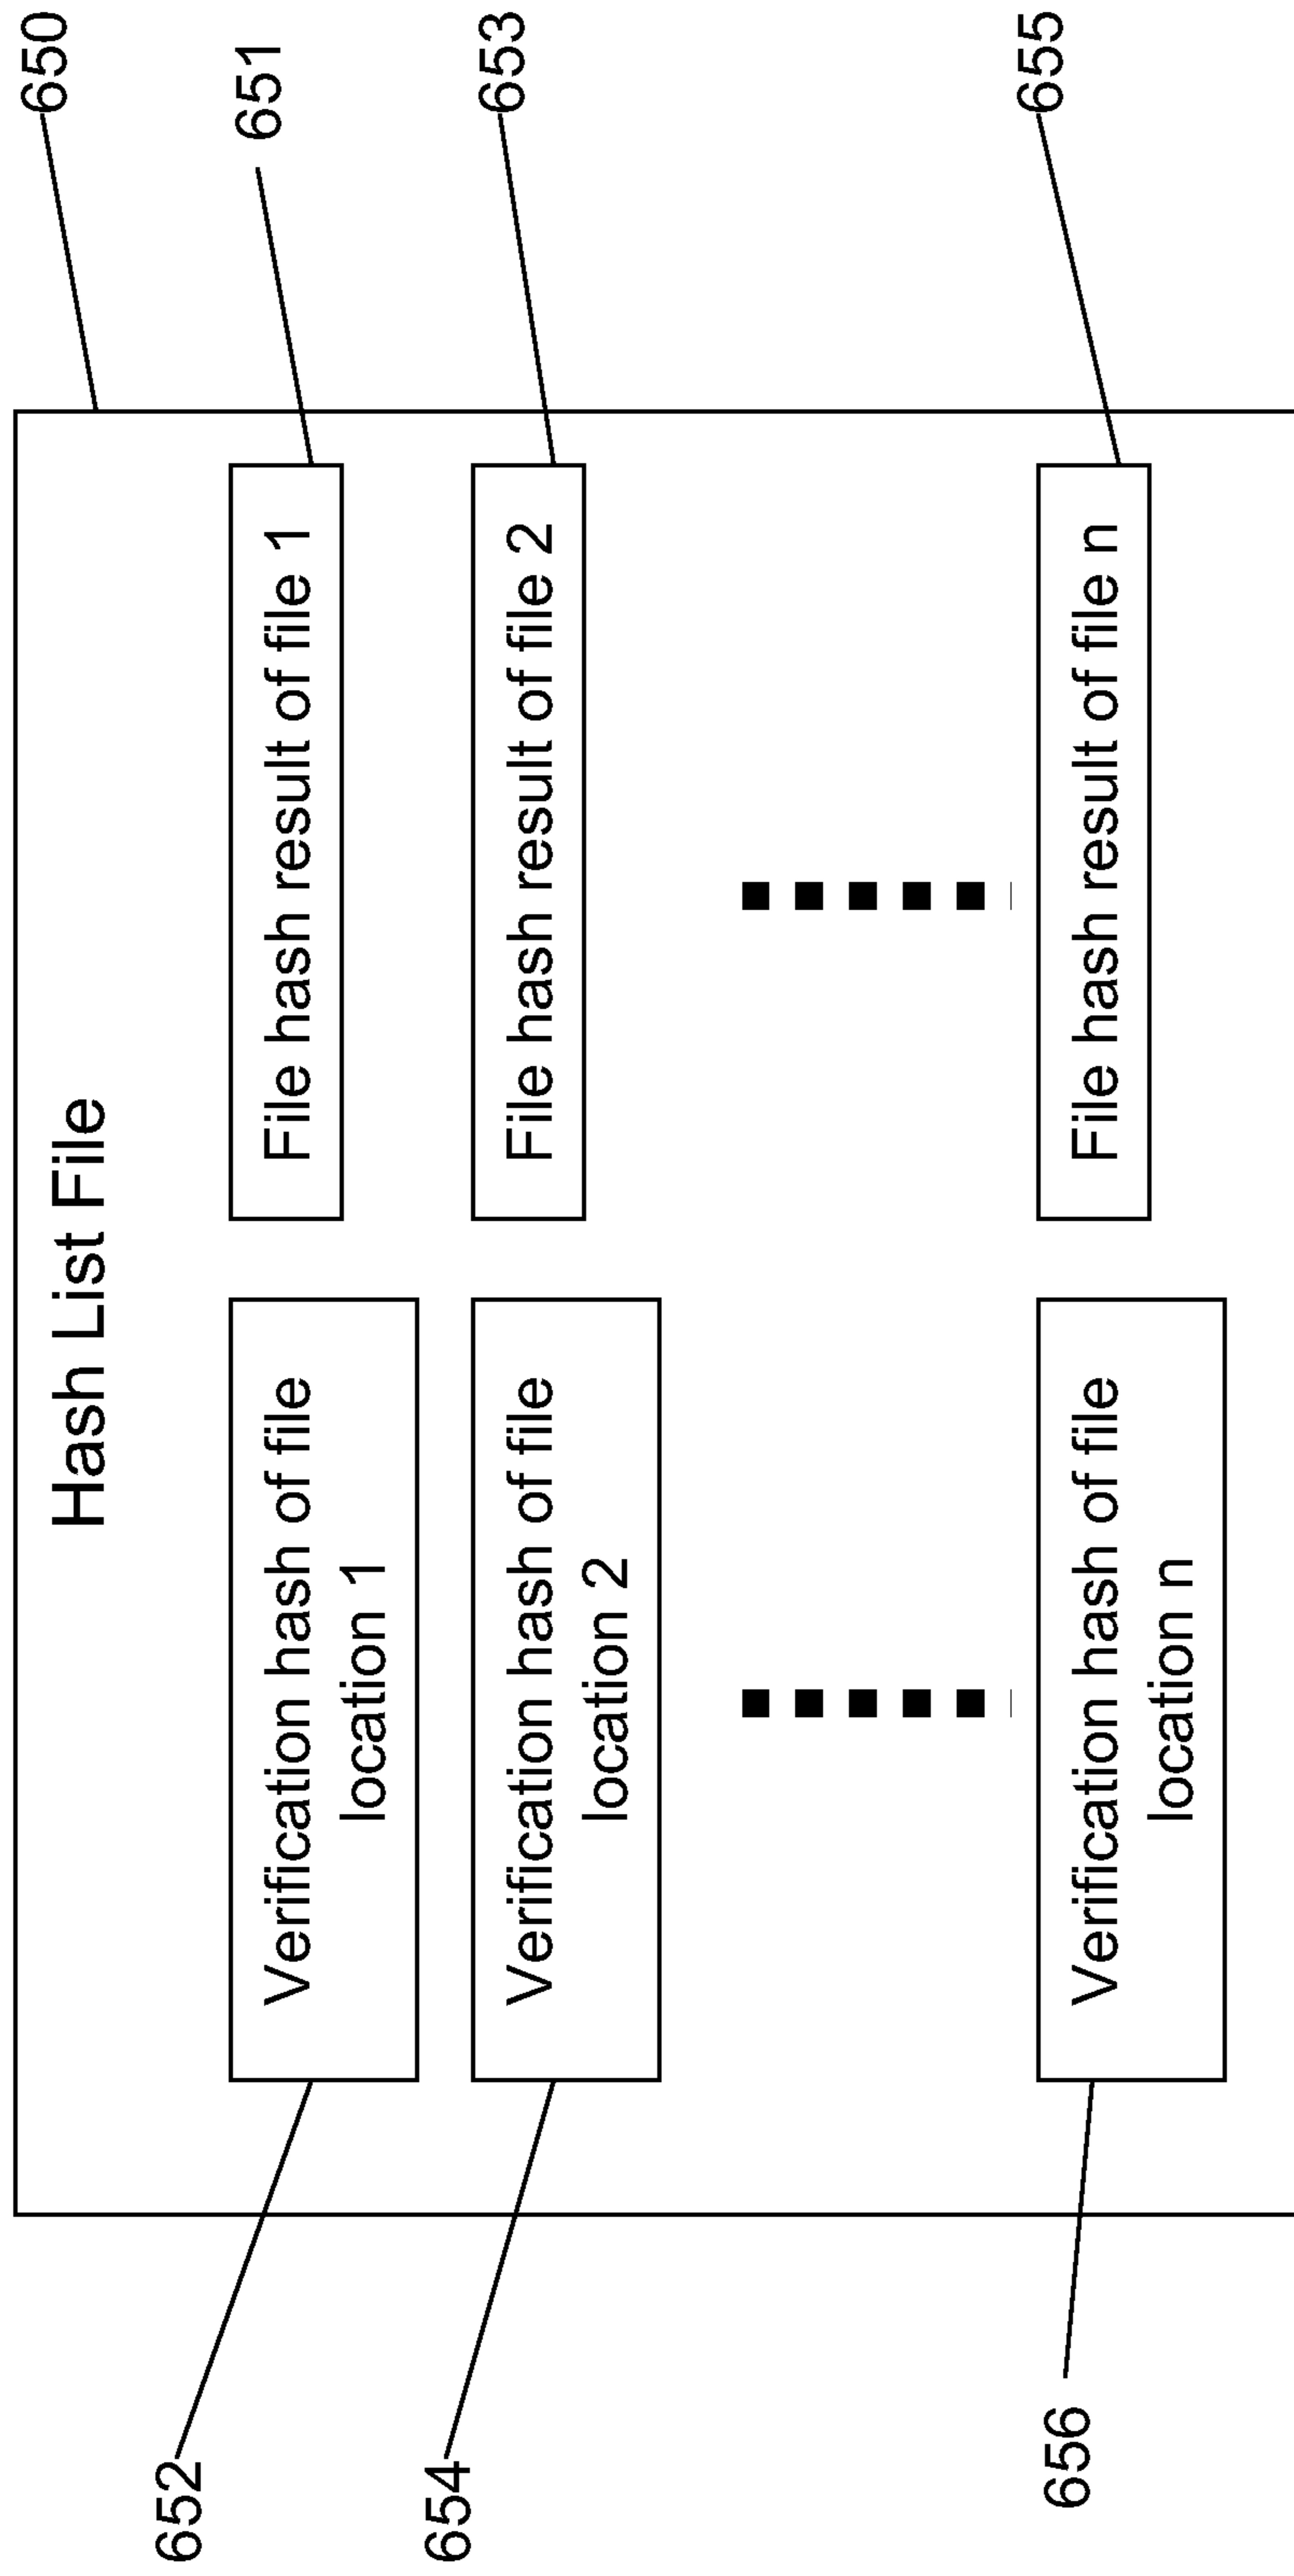 650
Hash List File
651
652
Verification hash of file
location 1
File hash result of file 1
653
654
Verification hash of file
location 2
File hash result of file 2
655
656
Verification hash of file
location n
File hash result of file n